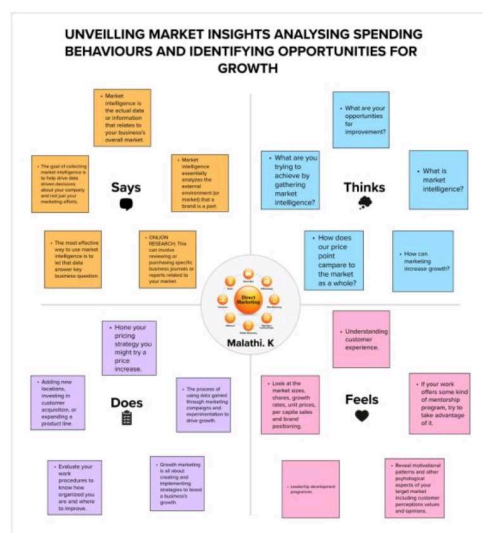 UNVEILLING MARKET INSIGHTS ANALYSING SPENDING
BEHAVIOURS AND IDENTIFYING OPPORTUNITIES FOR
GROWTH
• Market
intelligence is
the actual data
or information
that relates to
your business's
overall market.
• The goal of collecting
market intelligence is
to help drive data
driven decisions
about your company
and not just your
marketing efforts.
• Market
intelligence
essentially
analyzes the
external
environment (or
market) that a
brand is a part
Says
• The most effective
way to use market
intelligence is to
let that data
answer key
business question
• ONLION
RESEARCH: This
can involve
reviewing or
purchasing specific
business journals or
reports related to
your market.
• What are your
opportunities
for
improvement?
• What are you
trying to
achieve by
gathering
market
intelligence?
Thinks
• What is
market
intelligence?
• How does
our price
point
campare to
the market
as a whole?
• How can
marketing
increase growth?
Direct
Marketing
Malathi. K
• Hone your
pricing
strategy you
might try a
price
increase.
• Adding new
locations,
investing in
customer
acquisition, or
expanding a
product line.
Does
• The process of
using data gained
through marketing
campaigns and
experimentation to
drive growth.
• Evaluate your
work
procedures to
know how
organized you
are and where
to improve.
• Growth marketing is
all about creating
and implementing
strategies to boost
a business's
growth.
• Understanding
customer
experience.
• Look at the
market sizes,
shares, growth
rates, unit prices,
per capita sales
and brand
positioning.
Feels
• If your work
offers some kind
of mentorship
program, try to
take advantage
of it.
• Leadership development
programm.
• Reveal motivational
patterns and other
psyhological
aspects of your
target market
including customer
perceptions values
and opinions.